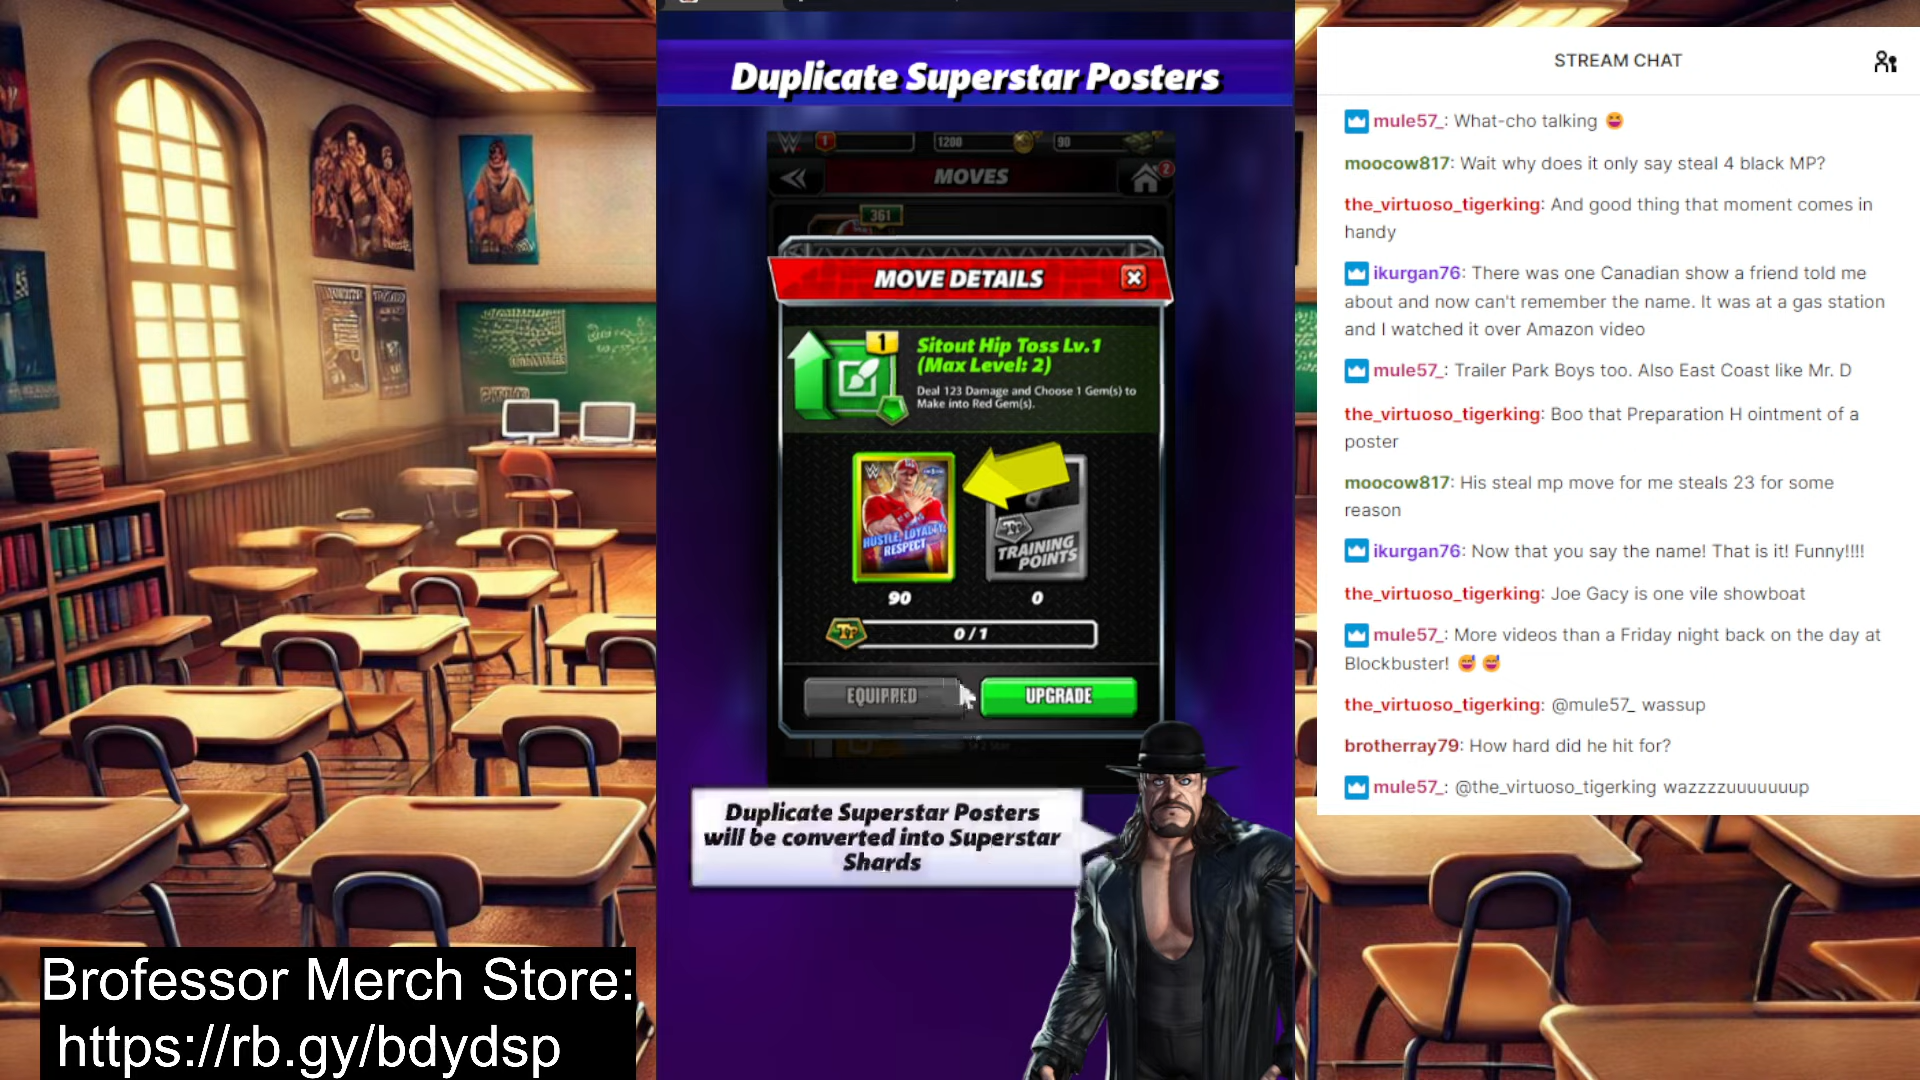 Duplicate Superstar Posters
1
1200
90
MOVES
2
361
MOVE DETAILS
1
Sitout Hip Toss Lv.1
(Max Level: 2)
Deal 123 Damage and Choose 1 Gem(s) to
Make into Red Gem(s).
HUSTLE, LOYALTY,
RESPECT
TP
TRAINING
POINTS
90
0
TP
0 / 1
EQUIPPED
UPGRADE
Duplicate Superstar Posters
will be converted into Superstar
Shards
Brofessor Merch Store:
https://rb.gy/bdydsp
STREAM CHAT
mule57_: What-cho talking 😆
moocow817: Wait why does it only say steal 4 black MP?
the_virtuoso_tigerking: And good thing that moment comes in
handy
ikurgan76: There was one Canadian show a friend told me
about and now can't remember the name. It was at a gas station
and I watched it over Amazon video
mule57_: Trailer Park Boys too. Also East Coast like Mr. D
the_virtuoso_tigerking: Boo that Preparation H ointment of a
poster
moocow817: His steal mp move for me steals 23 for some
reason
ikurgan76: Now that you say the name! That is it! Funny!!!!
the_virtuoso_tigerking: Joe Gacy is one vile showboat
mule57_: More videos than a Friday night back on the day at
Blockbuster! 😅 😅
the_virtuoso_tigerking: @mule57_ wassup
brotherray79: How hard did he hit for?
mule57_: @the_virtuoso_tigerking wazzzzuuuuuuup